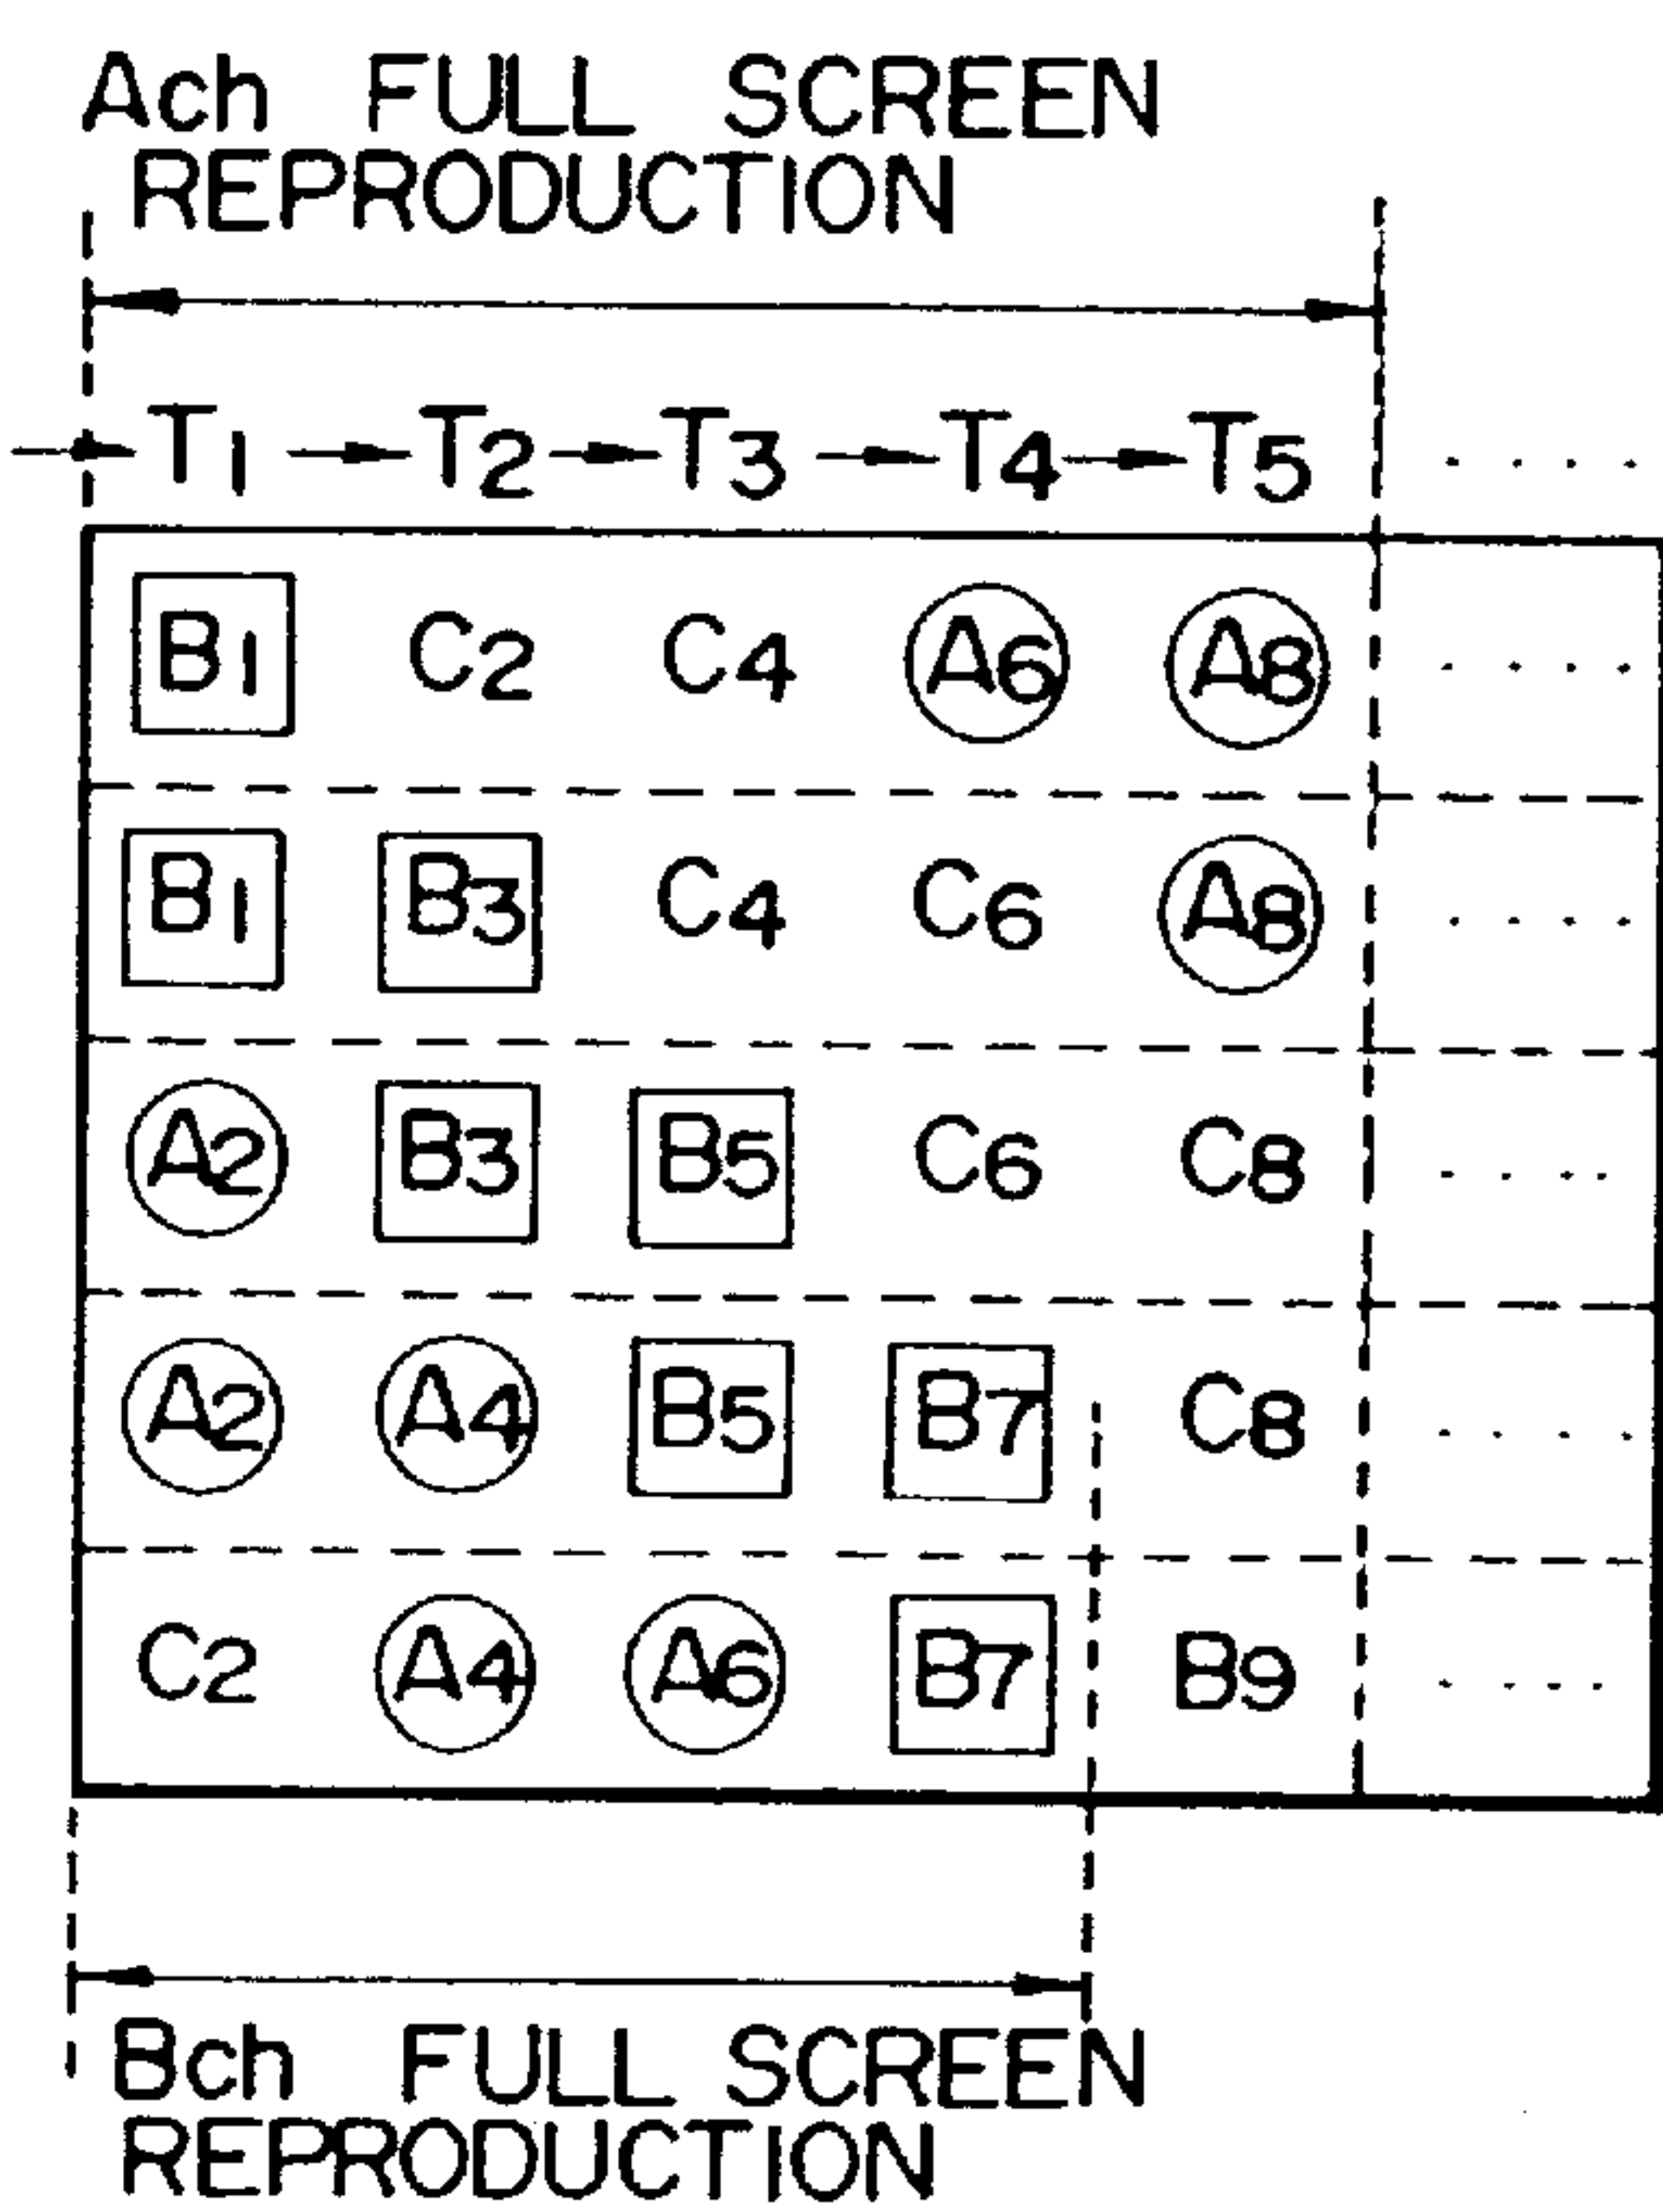 Ach FULL SCREEN
REPRODUCTION
T1 T2 T3 T4 T5 ....
B1 C2 C4 A6 A8 ....
B1 B3 C4 C6 A8 ....
A2 B3 B5 C6 C8 ....
A2 A4 B5 B7 C8 ....
C2 A4 A6 B7 B9 ....
Bch FULL SCREEN
REPRODUCTION